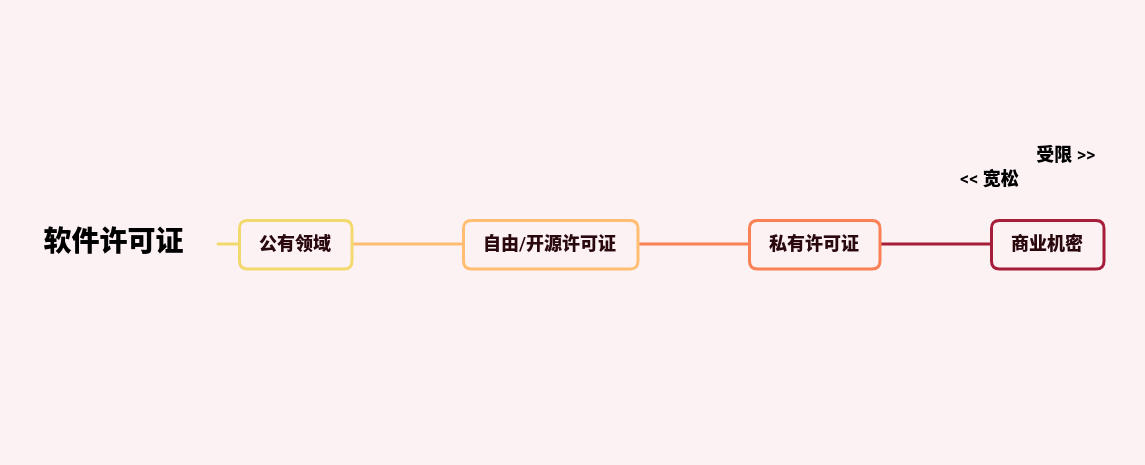 受限 >>
<< 宽松
软件许可证
公有领域
自由/开源许可证
私有许可证
商业机密